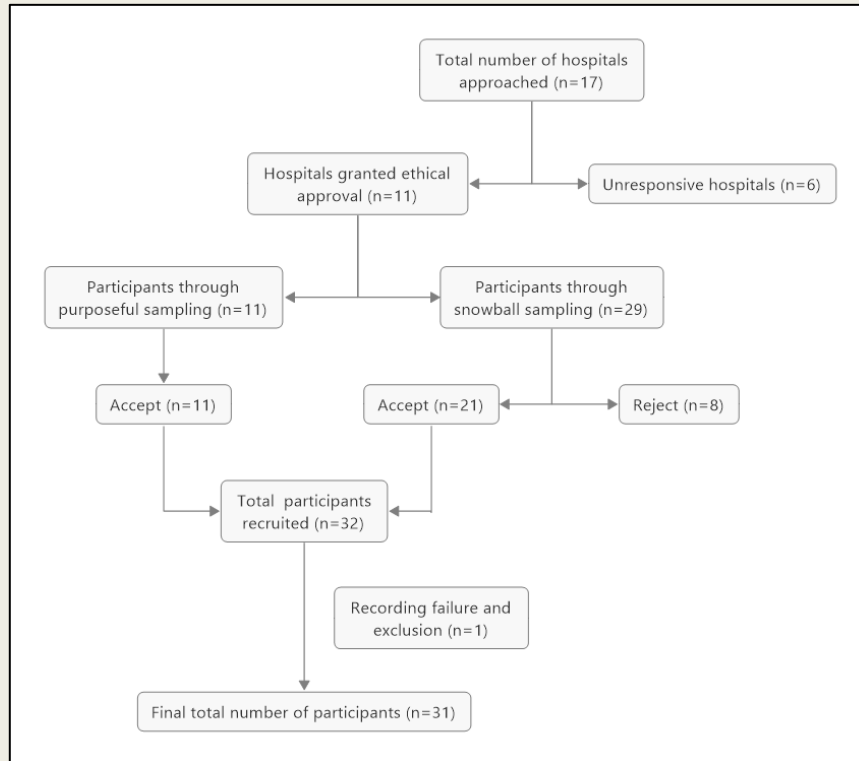 Total number of hospitals
approached (n=17)
Hospitals granted ethical
approval (n=11)
Unresponsive hospitals (n=6)
Participants through
purposeful sampling (n=11)
Participants through
snowball sampling (n=29)
Accept (n=11)
Accept (n=21)
Reject (n=8)
Total participants
recruited (n=32)
Recording failure and
exclusion (n=1)
Final total number of participants (n=31)